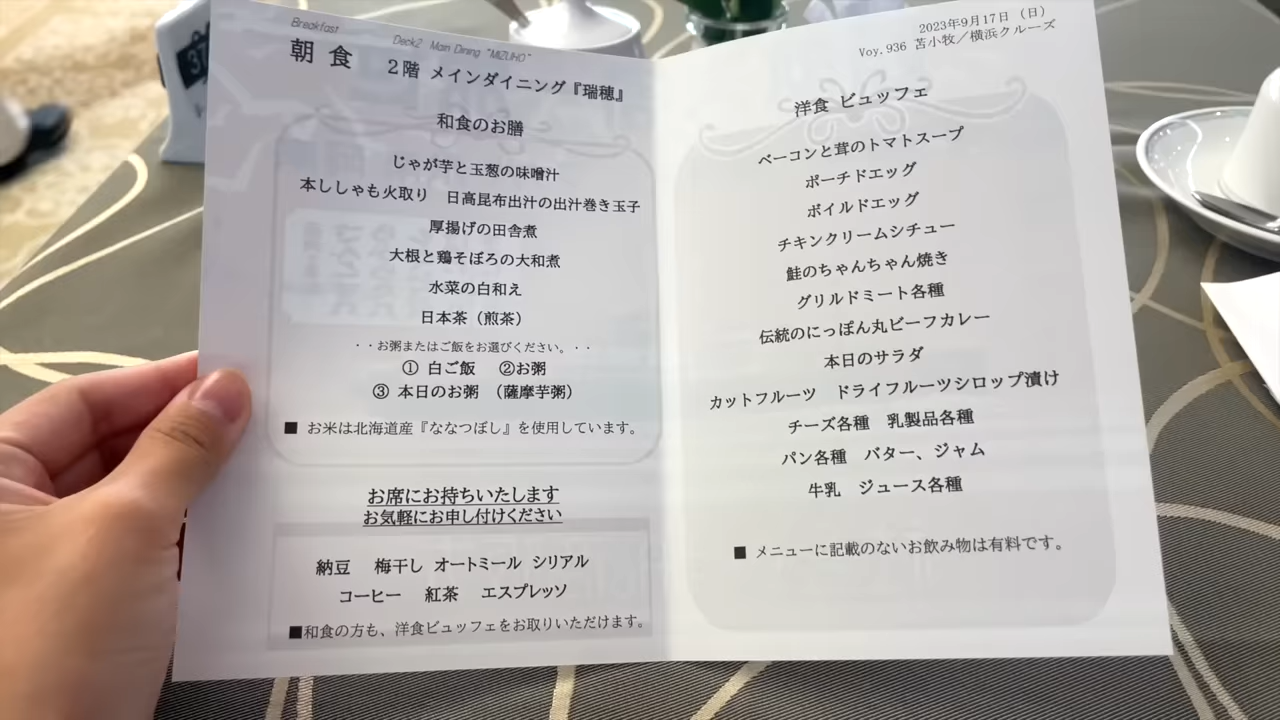 Breakfast
Deck2 Main Dining "MIZUHO"
朝食 2階 メインダイニング『瑞穂』
和食のお膳
じゃが芋と玉葱の味噌汁
本ししゃも火取り 日高昆布出汁の出汁巻き玉子
厚揚げの田舎煮
大根と鶏そぼろの大和煮
水菜の白和え
日本茶（煎茶）
・・お粥またはご飯をお選びください。・・
① 白ご飯 ②お粥
③ 本日のお粥 （薩摩芋粥）
■ お米は北海道産『ななつぼし』を使用しています。
お席にお持ちいたします
お気軽にお申し付けください
納豆 梅干し オートミール シリアル
コーヒー 紅茶 エスプレッソ
■和食の方も、洋食ビュッフェをお取りいただけます。
2023年9月17日（日）
Voy.936 苫小牧／横浜クルーズ
洋食 ビュッフェ
ベーコンと茸のトマトスープ
ポーチドエッグ
ボイルドエッグ
チキンクリームシチュー
鮭のちゃんちゃん焼き
グリルドミート各種
伝統のにっぽん丸ビーフカレー
本日のサラダ
カットフルーツ ドライフルーツシロップ漬け
チーズ各種 乳製品各種
パン各種 バター、ジャム
牛乳 ジュース各種
■ メニューに記載のないお飲み物は有料です。